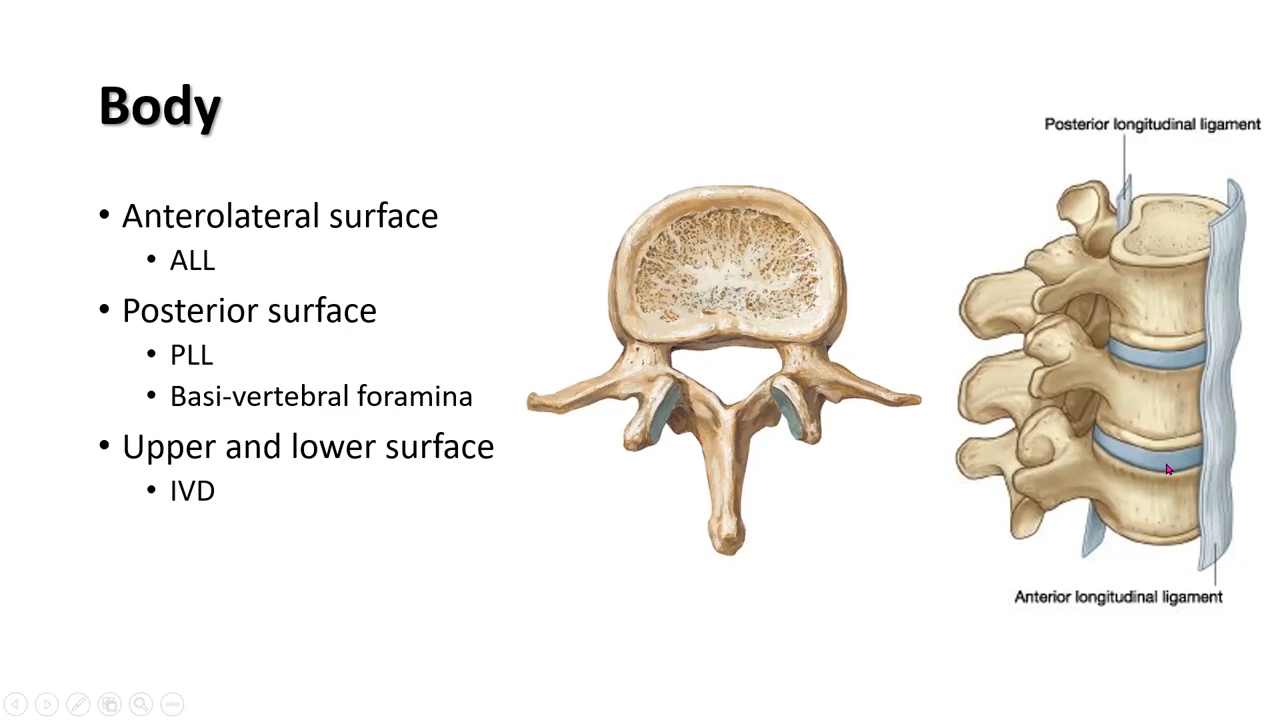 Body
• Anterolateral surface
• ALL
• Posterior surface
• PLL
• Basi-vertebral foramina
• Upper and lower surface
• IVD
Posterior longitudinal ligament
Anterior longitudinal ligament